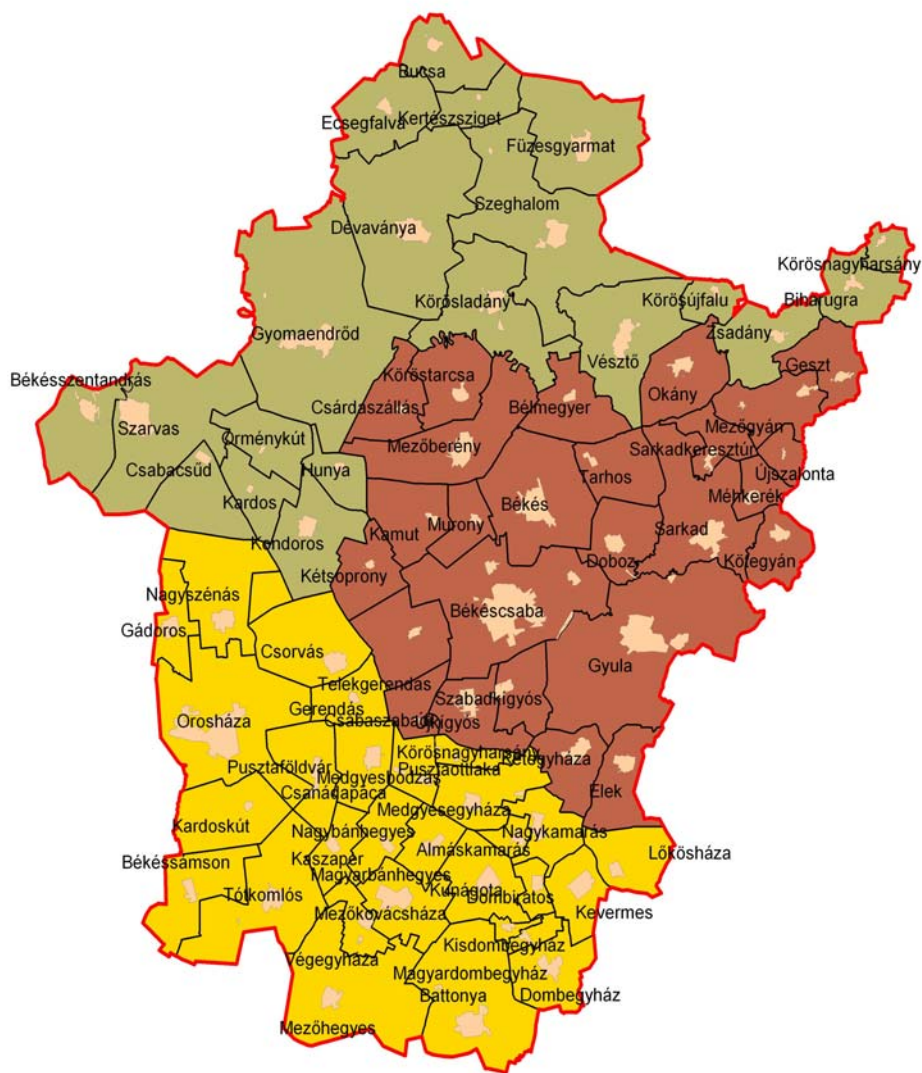 Bucsa
Ecsegfalva
Kertészsziget
Füzesgyarmat
Szeghalom
Dévaványa
Körösnagyharsány
Körösladány
Körösújfalu
Biharugra
Gyomaendrőd
Zsadány
Vésztő
Geszt
Okány
Köröstarcsa
Békésszentandrás
Csárdaszállás
Bélmegyer
Szarvas
Mezőgyán
Örménykút
Mezőberény
Sarkadkeresztúr
Csabacsűd
Hunya
Tarhos
Újszalonta
Kardos
Méhkerék
Békés
Murony
Sarkad
Kondoros
Kamut
Doboz
Kötegyán
Kétsoprony
Nagyszénás
Békéscsaba
Gádoros
Csorvás
Gyula
Telekgerendás
Szabadkígyós
Gerendás
Csabaszabadi
Újkígyós
Orosháza
Körösnagyharsány
Kétegyháza
Pusztaföldvár
Pusztaottlaka
Medgyesbodzás
Elek
Csanádapáca
Medgyesegyháza
Kardoskút
Nagybánhegyes
Nagykamarás
Almáskamarás
Lőkösháza
Békéssámson
Kaszaper
Magyarbánhegyes
Kunágota
Tótkomlós
Dombiratos
Mezőkovácsháza
Kevermes
Kisdombegyház
Végegyháza
Magyardombegyház
Battonya
Dombegyház
Mezőhegyes